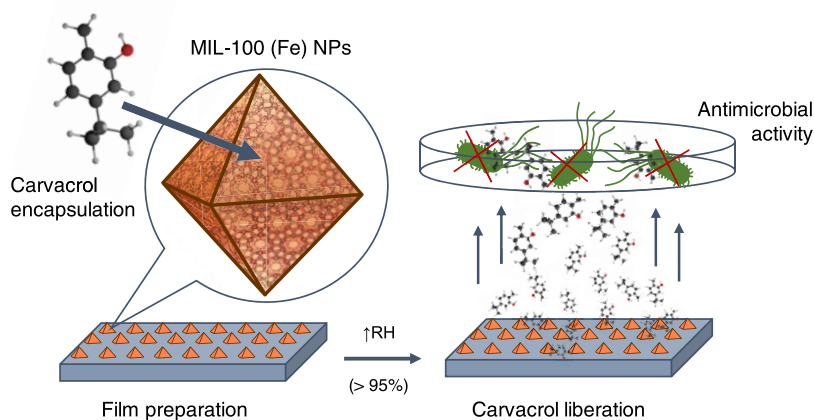 MIL-100 (Fe) NPs
Carvacrol
encapsulation
Antimicrobial
activity
↑RH
(> 95%)
Film preparation
Carvacrol liberation